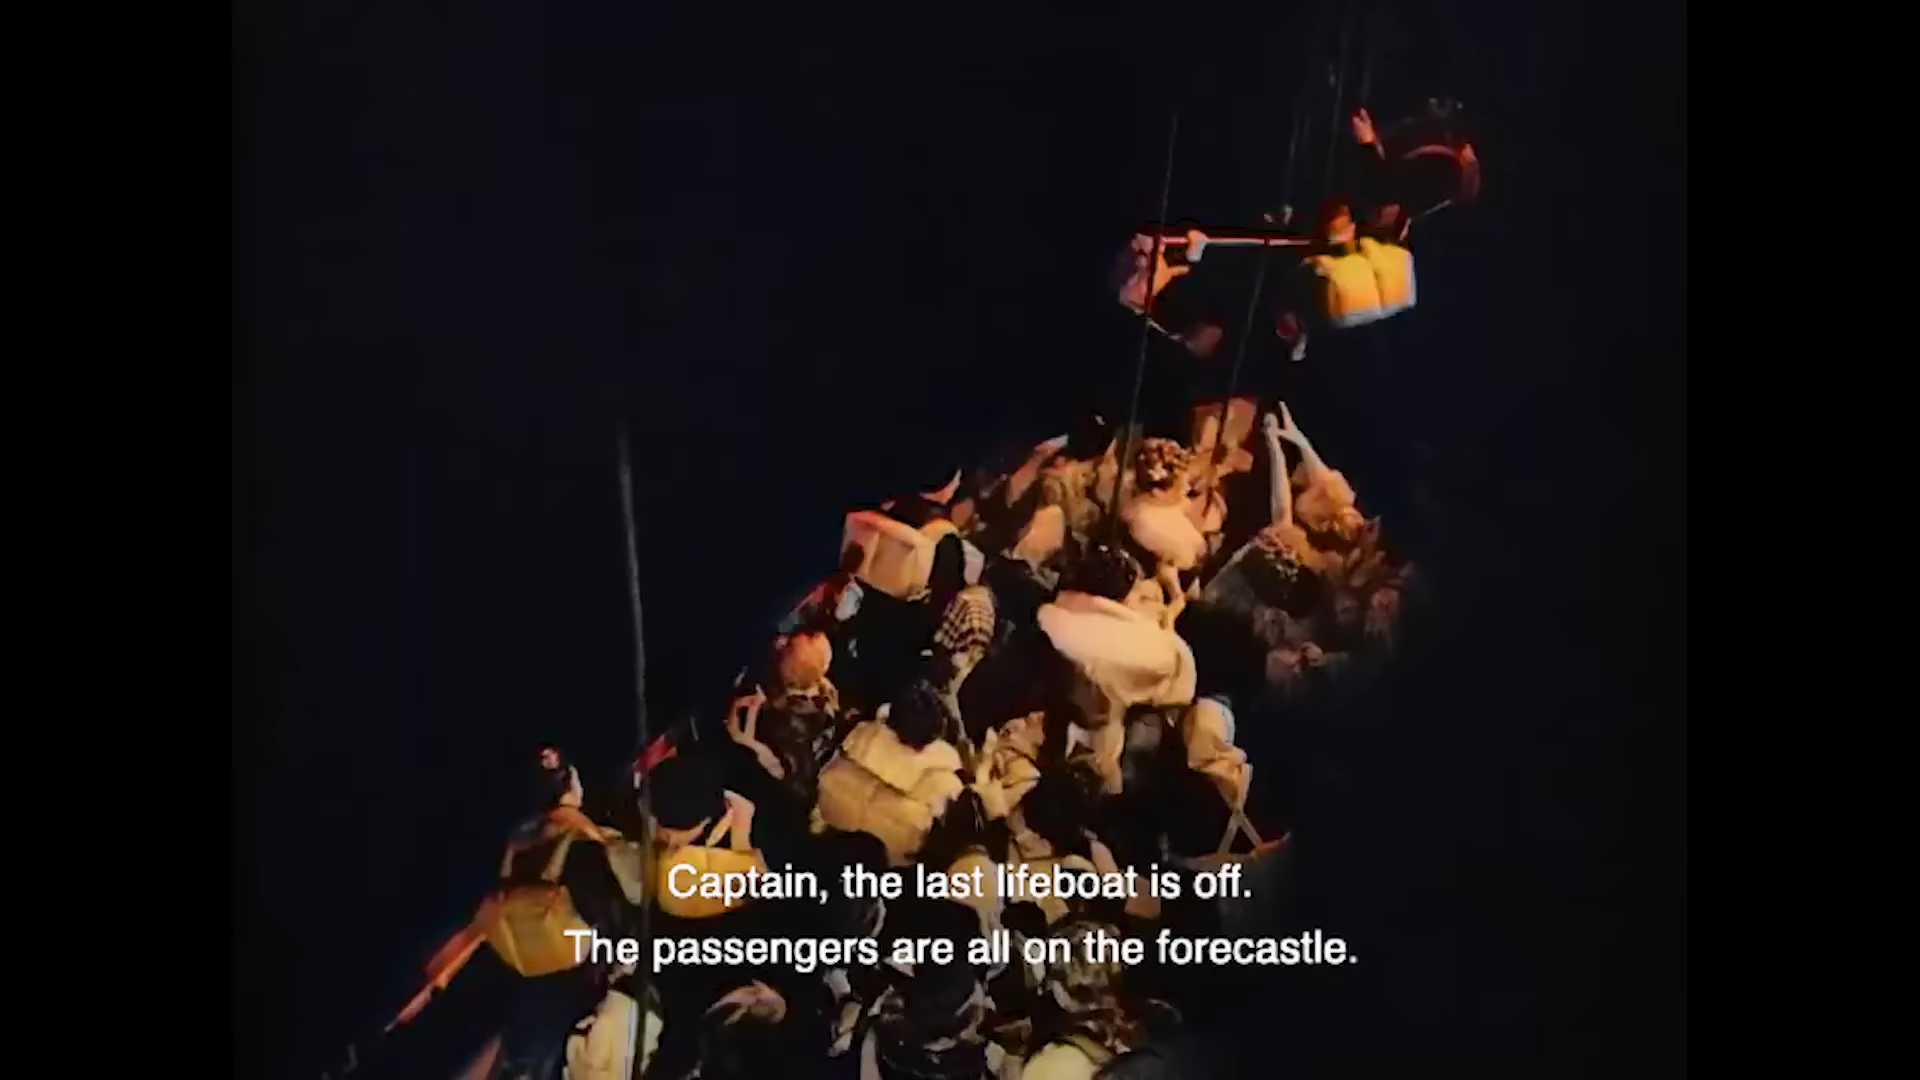 Captain, the last lifeboat is off.
The passengers are all on the forecastle.